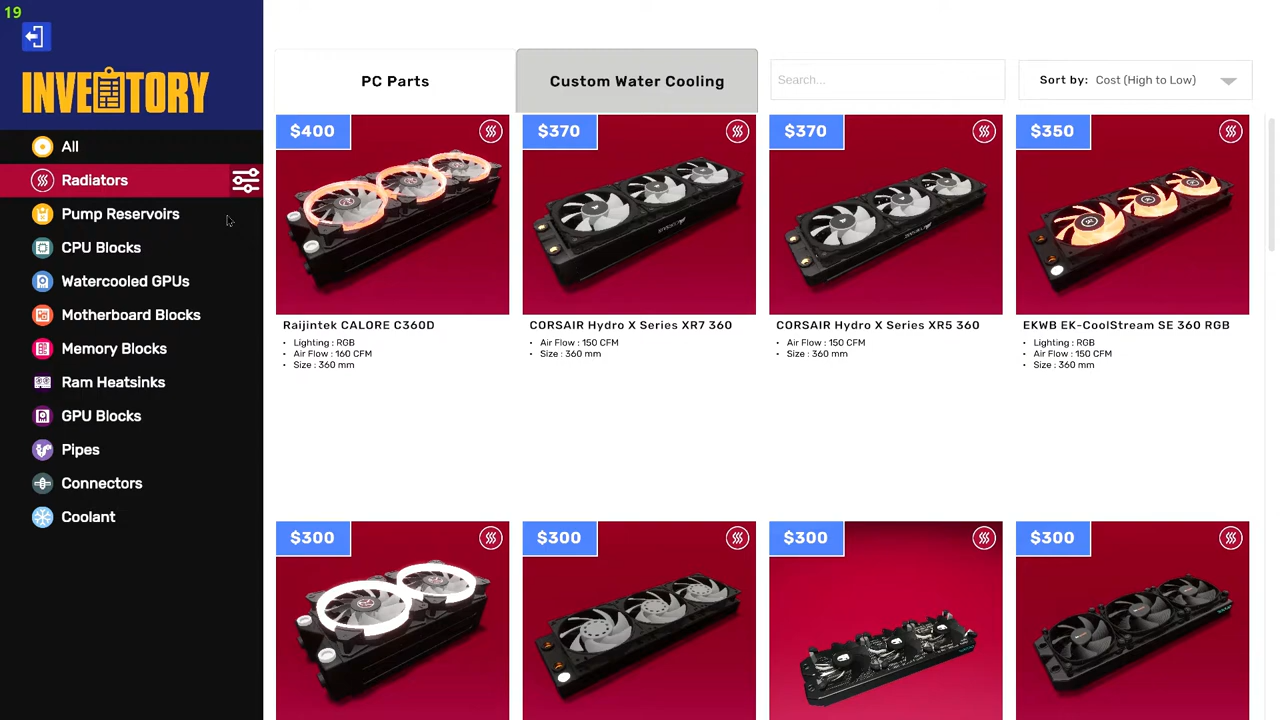 19
INVENTORY
PC Parts
Custom Water Cooling
Search...
Sort by: Cost (High to Low)
All
Radiators
Pump Reservoirs
CPU Blocks
Watercooled GPUs
Motherboard Blocks
Memory Blocks
Ram Heatsinks
GPU Blocks
Pipes
Connectors
Coolant
$400
Raijintek CALORE C360D
• Lighting : RGB
• Air Flow : 160 CFM
• Size : 360 mm
$370
CORSAIR Hydro X Series XR7 360
• Air Flow : 150 CFM
• Size : 360 mm
$370
CORSAIR Hydro X Series XR5 360
• Air Flow : 150 CFM
• Size : 360 mm
$350
EKWB EK-CoolStream SE 360 RGB
• Lighting : RGB
• Air Flow : 150 CFM
• Size : 360 mm
$300
$300
$300
$300